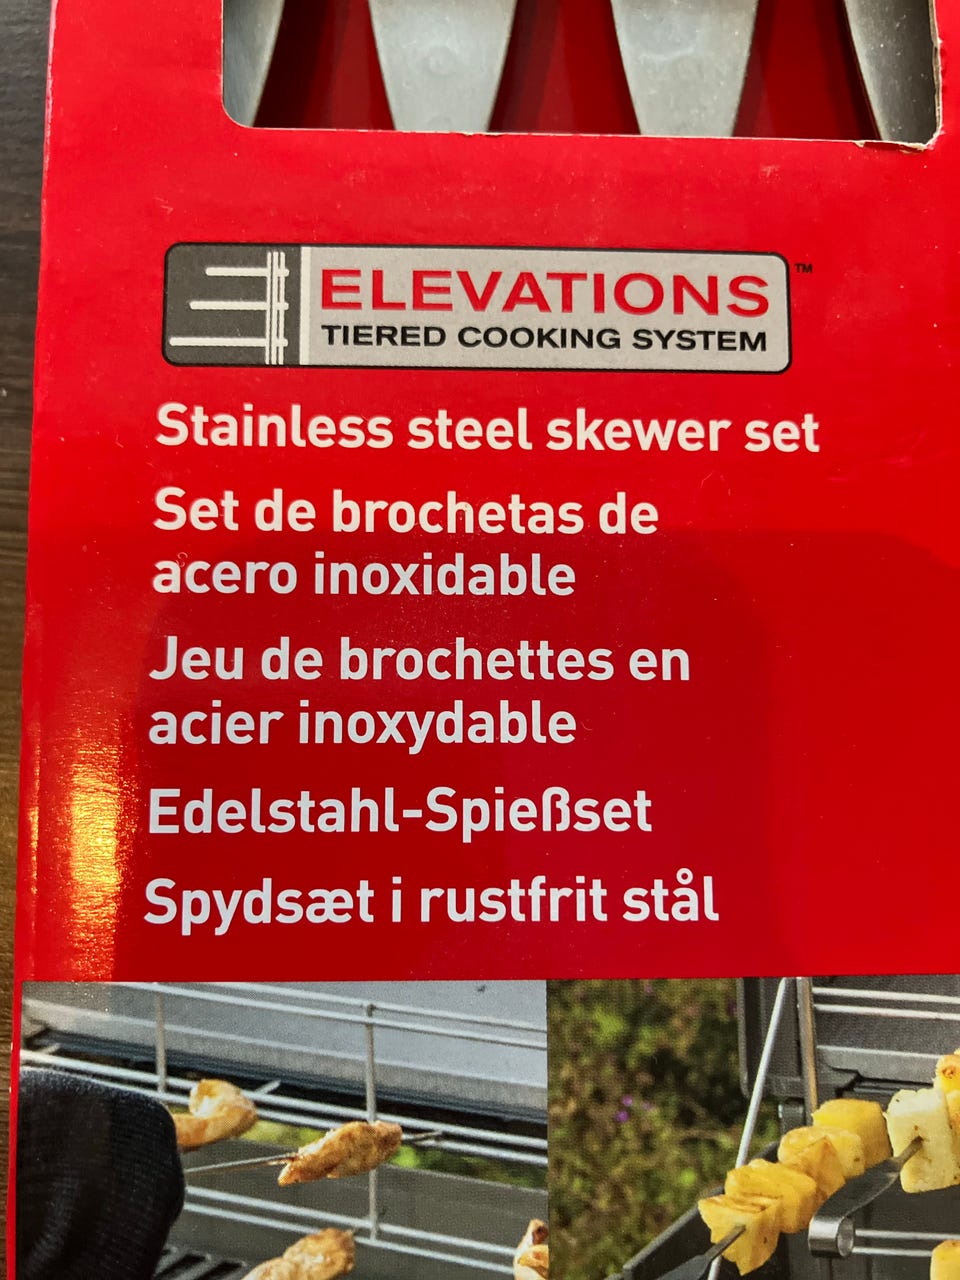 ELEVATIONS™
TIERED COOKING SYSTEM
Stainless steel skewer set
Set de brochetas de
acero inoxidable
Jeu de brochettes en
acier inoxydable
Edelstahl-Spießset
Spydsæt i rustfrit stål